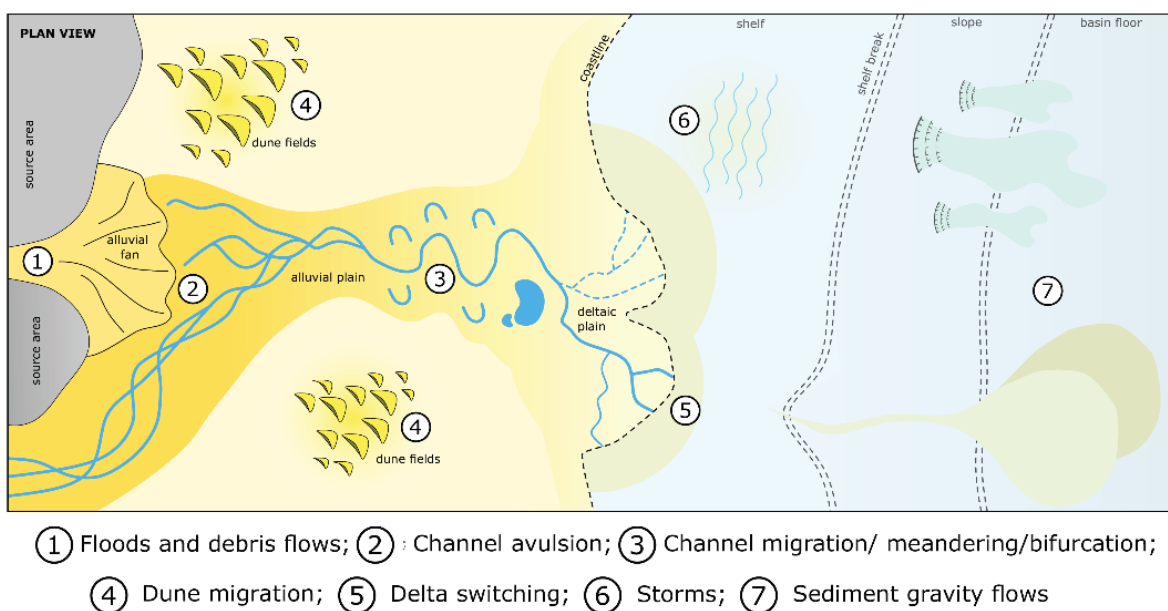 PLAN VIEW
shelf
slope
basin floor
source area
4
dune fields
coastline
shelf break
6
1
alluvial
fan
2
alluvial plain
3
deltaic
plain
7
source area
4
dune fields
5
1 Floods and debris flows; 2 Channel avulsion; 3 Channel migration/ meandering/bifurcation;
4 Dune migration; 5 Delta switching; 6 Storms; 7 Sediment gravity flows